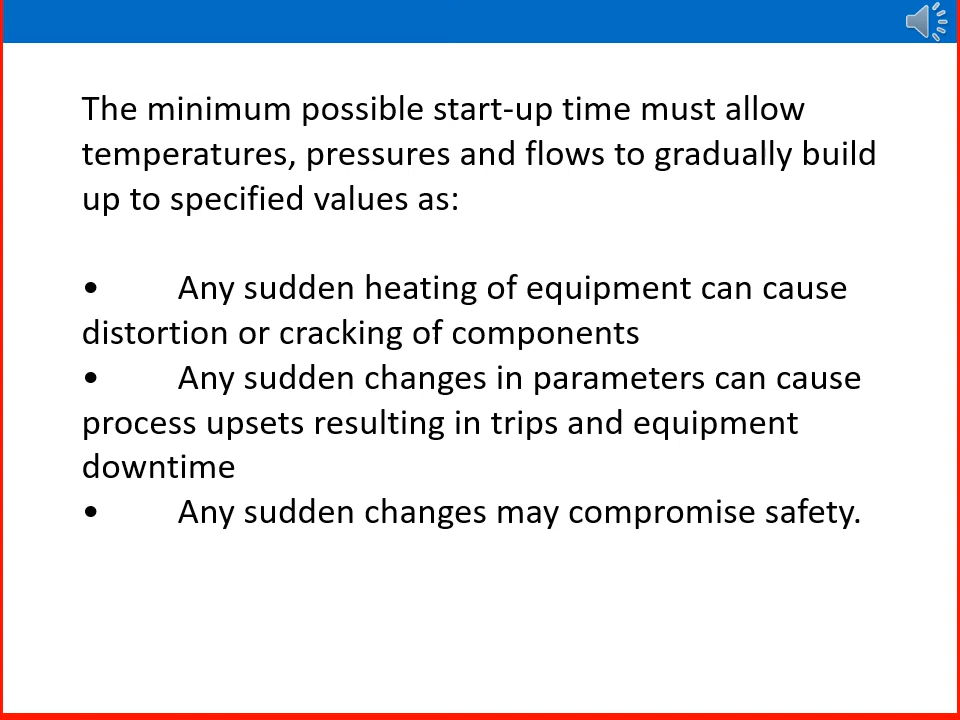 The minimum possible start-up time must allow
temperatures, pressures and flows to gradually build
up to specified values as:
• Any sudden heating of equipment can cause
distortion or cracking of components
• Any sudden changes in parameters can cause
process upsets resulting in trips and equipment
downtime
• Any sudden changes may compromise safety.